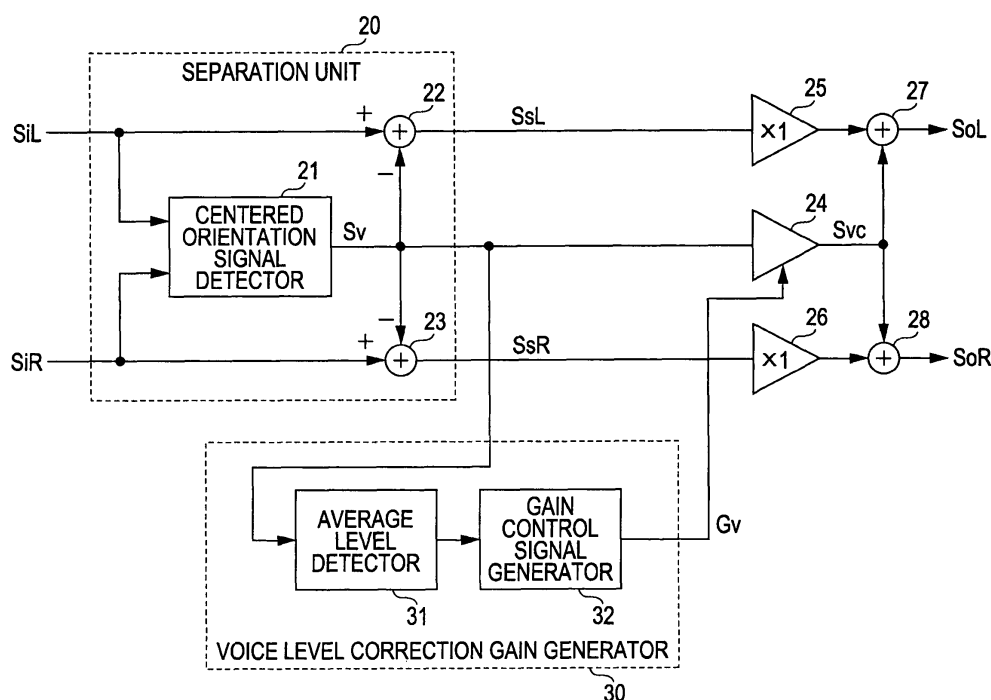 20
SEPARATION UNIT
SiL
+
22
+
−
SsL
25
X1
27
+
SoL
21
CENTERED
ORIENTATION
SIGNAL
DETECTOR
Sv
24
Svc
SiR
+
−
23
+
SsR
26
X1
28
+
SoR
AVERAGE
LEVEL
DETECTOR
31
GAIN
CONTROL
SIGNAL
GENERATOR
32
Gv
VOICE LEVEL CORRECTION GAIN GENERATOR
30